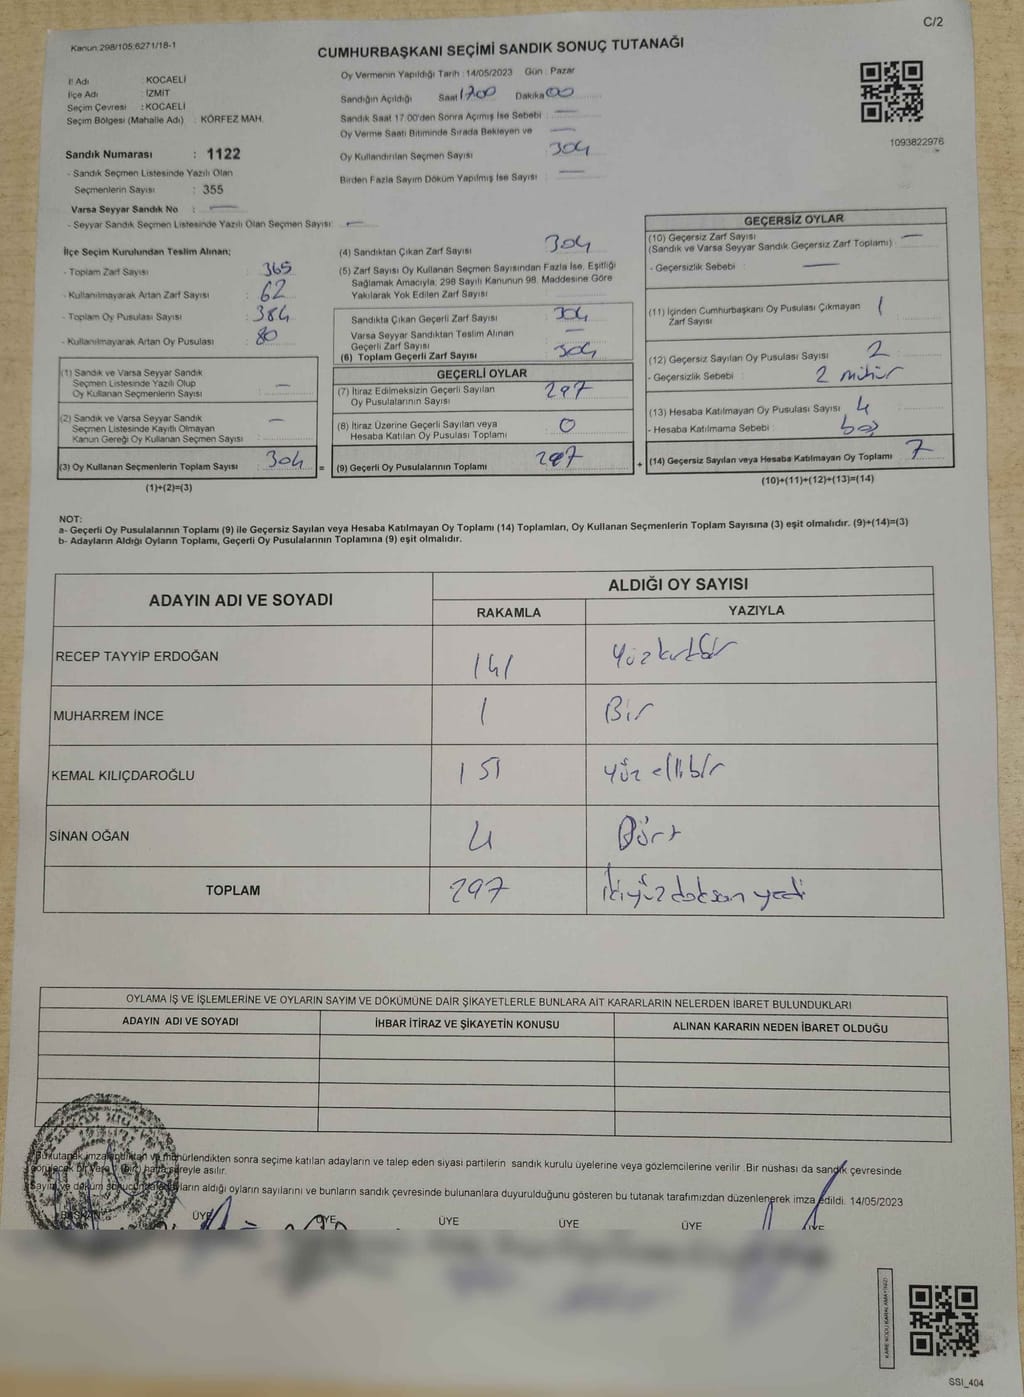 C/2
Kanun 298/105;6271/18-1
CUMHURBAŞKANI SEÇİMİ SANDIK SONUÇ TUTANAĞI
İl Adı : KOCAELİ
İlçe Adı : İZMİT
Seçim Çevresi : KOCAELİ
Seçim Bölgesi (Mahalle Adı) : KÖRFEZ MAH.
Oy Vermenin Yapıldığı Tarih : 14/05/2023 Gün : Pazar
Sandığın Açıldığı Saat 1700 Dakika 00
Sandık Saat 17:00'den Sonra Açılmış İse Sebebi : —
Oy Verme Saati Bitiminde Sırada Bekleyen ve —
Oy Kullandırılan Seçmen Sayısı 304
Birden Fazla Sayım Döküm Yapılmış İse Sayısı : —
1093822976
Sandık Numarası : 1122
- Sandık Seçmen Listesinde Yazılı Olan
Seçmenlerin Sayısı : 355
Varsa Seyyar Sandık No : —
- Seyyar Sandık Seçmen Listesinde Yazılı Olan Seçmen Sayısı: —
İlçe Seçim Kurulundan Teslim Alınan;
- Toplam Zarf Sayısı : 365
- Kullanılmayarak Artan Zarf Sayısı : 62
- Toplam Oy Pusulası Sayısı : 384
- Kullanılmayarak Artan Oy Pusulası : 80
(1) Sandık ve Varsa Seyyar Sandık
Seçmen Listesinde Yazılı Olup
Oy Kullanan Seçmenlerin Sayısı : —
(2) Sandık ve Varsa Seyyar Sandık
Seçmen Listesinde Kayıtlı Olmayan
Kanun Gereği Oy Kullanan Seçmen Sayısı : —
(3) Oy Kullanan Seçmenlerin Toplam Sayısı : 304 =
(1)+(2)=(3)
(4) Sandıktan Çıkan Zarf Sayısı : 304
(5) Zarf Sayısı Oy Kullanan Seçmen Sayısından Fazla İse, Eşitliği
Sağlamak Amacıyla, 298 Sayılı Kanunun 98. Maddesine Göre
Yakılarak Yok Edilen Zarf Sayısı : —
Sandıkta Çıkan Geçerli Zarf Sayısı : 304
Varsa Seyyar Sandıktan Teslim Alınan
Geçerli Zarf Sayısı : —
(6) Toplam Geçerli Zarf Sayısı : 304
GEÇERLİ OYLAR
(7) İtiraz Edilmeksizin Geçerli Sayılan
Oy Pusulalarının Sayısı : 297
(8) İtiraz Üzerine Geçerli Sayılan veya
Hesaba Katılan Oy Pusulası Toplamı : 0
(9) Geçerli Oy Pusulalarının Toplamı : 297 +
GEÇERSİZ OYLAR
(10) Geçersiz Zarf Sayısı —
(Sandık ve Varsa Seyyar Sandık Geçersiz Zarf Toplamı)
- Geçersizlik Sebebi : —
(11) İçinden Cumhurbaşkanı Oy Pusulası Çıkmayan 1
Zarf Sayısı
(12) Geçersiz Sayılan Oy Pusulası Sayısı : 2
- Geçersizlik Sebebi : 2 mühür
(13) Hesaba Katılmayan Oy Pusulası Sayısı : 4
- Hesaba Katılmama Sebebi : boş
(14) Geçersiz Sayılan veya Hesaba Katılmayan Oy Toplamı : 7
(10)+(11)+(12)+(13)=(14)
NOT:
a- Geçerli Oy Pusulalarının Toplamı (9) ile Geçersiz Sayılan veya Hesaba Katılmayan Oy Toplamı (14) Toplamları, Oy Kullanan Seçmenlerin Toplam Sayısına (3) eşit olmalıdır. (9)+(14)=(3)
b- Adayların Aldığı Oyların Toplamı, Geçerli Oy Pusulalarının Toplamına (9) eşit olmalıdır.
ADAYIN ADI VE SOYADI
ALDIĞI OY SAYISI
RAKAMLA YAZIYLA
RECEP TAYYİP ERDOĞAN 141 Yüzkırkbir
MUHARREM İNCE 1 Bir
KEMAL KILIÇDAROĞLU 151 Yüz ellibir
SİNAN OĞAN 4 Dört
TOPLAM 297 ikiyüz doksan yedi
OYLAMA İŞ VE İŞLEMLERİNE VE OYLARIN SAYIM VE DÖKÜMÜNE DAİR ŞİKAYETLERLE BUNLARA AİT KARARLARIN NELERDEN İBARET BULUNDUKLARI
ADAYIN ADI VE SOYADI İHBAR İTİRAZ VE ŞİKAYETİN KONUSU ALINAN KARARIN NEDEN İBARET OLDUĞU
Bu tutanak imzalandıktan ve mühürlendikten sonra seçime katılan adayların ve talep eden siyasi partilerin sandık kurulu üyelerine veya gözlemcilerine verilir. Bir nüshası da sandık çevresinde
görülecek bir yere 1 (bir) hafta süreyle asılır.
Sayım ve döküm sonucunda adayların aldığı oyların sayılarını ve bunların sandık çevresinde bulunanlara duyurulduğunu gösteren bu tutanak tarafımızdan düzenlenerek imza edildi. 14/05/2023
BAŞKAN ÜYE ÜYE ÜYE ÜYE ÜYE ÜYE
KARE KODU KARALAMAYINIZ!
SSI_404